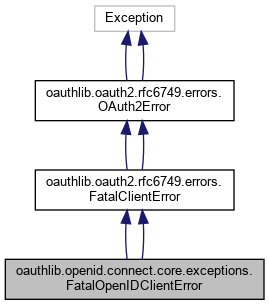 Exception
oauthlib.oauth2.rfc6749.errors.
OAuth2Error
oauthlib.oauth2.rfc6749.errors.
FatalClientError
oauthlib.openid.connect.core.exceptions.
FatalOpenIDClientError